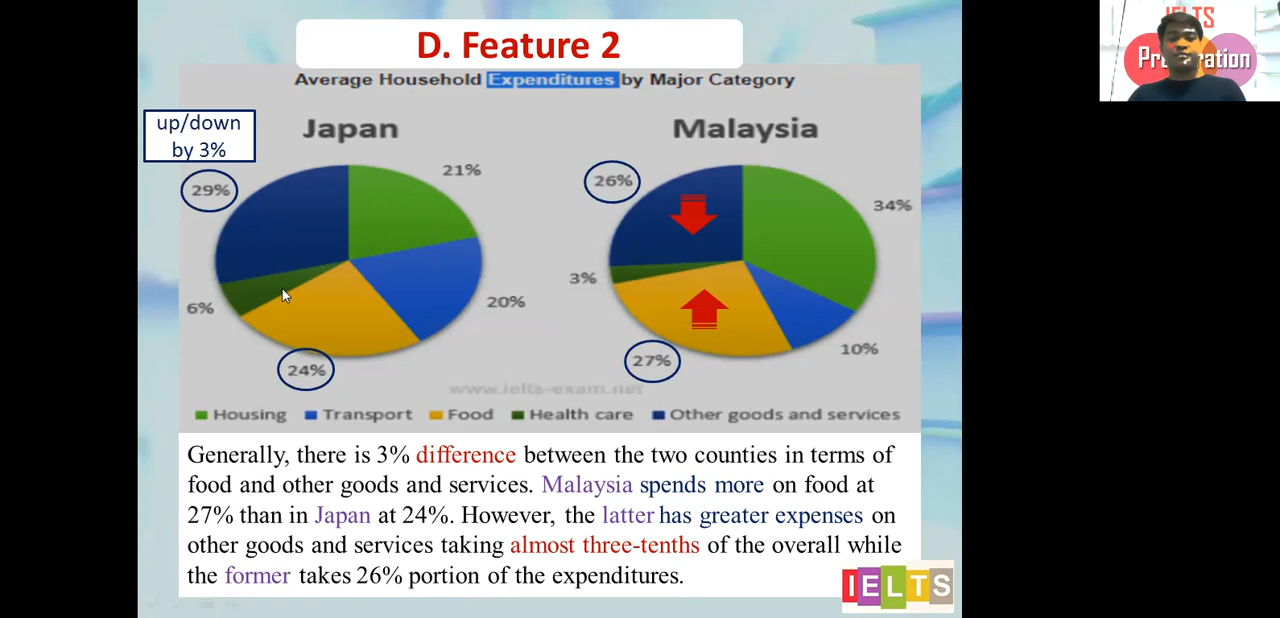 D. Feature 2
IELTS
Preparation
Average Household Expenditures by Major Category
up/down
by 3%
Japan
Malaysia
29%
21%
6%
20%
24%
26%
34%
3%
10%
27%
www.ielts-exam.net
Housing Transport Food Health care Other goods and services
Generally, there is 3% difference between the two counties in terms of
food and other goods and services. Malaysia spends more on food at
27% than in Japan at 24%. However, the latter has greater expenses on
other goods and services taking almost three-tenths of the overall while
the former takes 26% portion of the expenditures.
IELTS